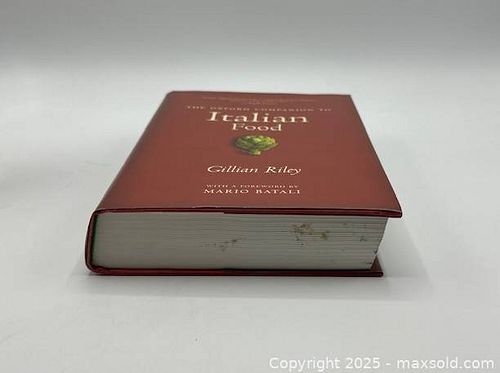 THE OXFORD COMPANION TO
Italian
Food
Gillian Riley
WITH A FOREWORD BY
MARIO BATALI
Copyright © 2025 - maxsold.com